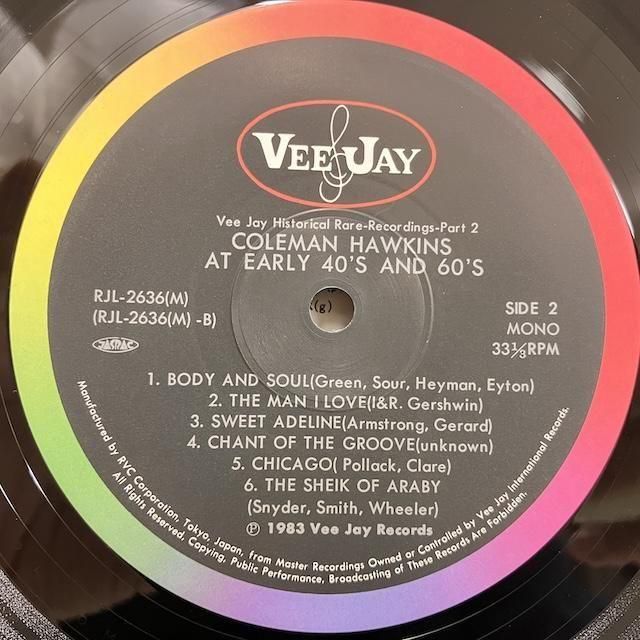 VEE JAY
Vee Jay Historical Rare-Recordings-Part 2
COLEMAN HAWKINS
AT EARLY 40'S AND 60'S
RJL-2636(M)
(RJL-2636(M) -B)
JASRAC
(g)
SIDE 2
MONO
33⅓RPM
1. BODY AND SOUL(Green, Sour, Heyman, Eyton)
2. THE MAN I LOVE(I&R. Gershwin)
3. SWEET ADELINE(Armstrong, Gerard)
4. CHANT OF THE GROOVE(unknown)
5. CHICAGO( Pollack, Clare)
6. THE SHEIK OF ARABY
(Snyder, Smith, Wheeler)
℗ 1983 Vee Jay Records
Manufactured by RVC Corporation, Tokyo, Japan, from Master Recordings Owned or Controlled by Vee Jay International Records.
All Rights Reserved, Copying, Public Performance, Broadcasting of These Records Are Forbidden.